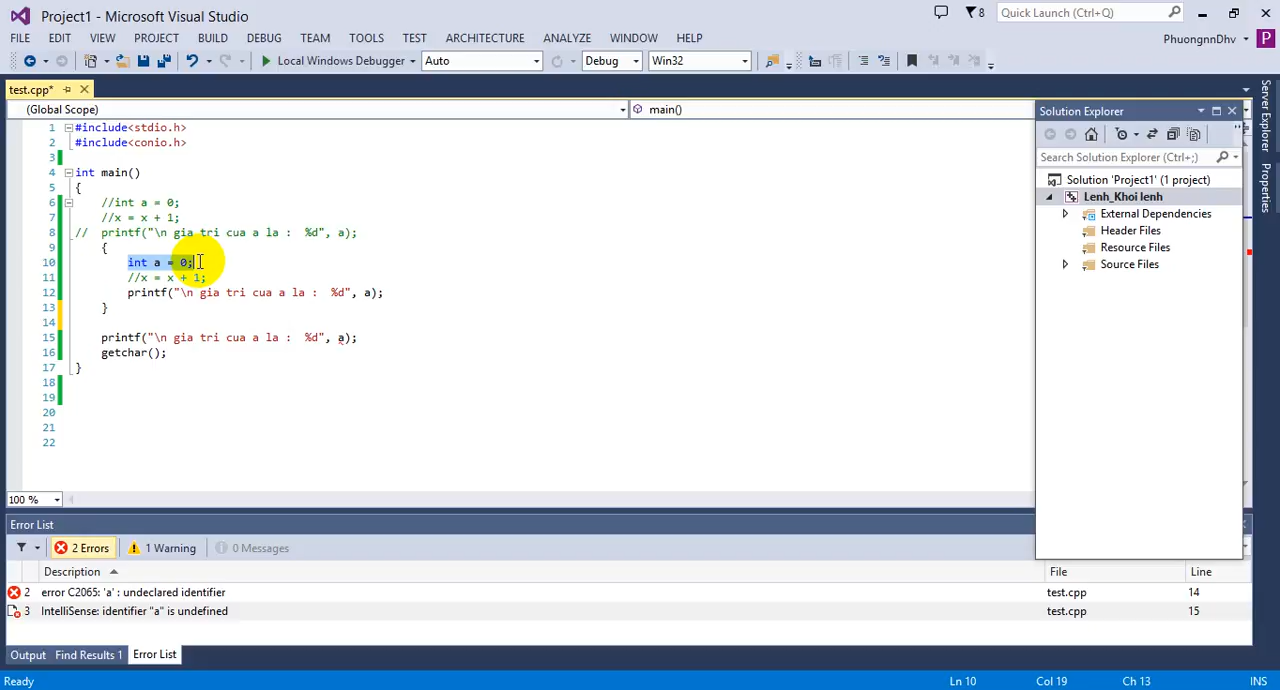 Project1 - Microsoft Visual Studio
8
Quick Launch (Ctrl+Q)
FILE EDIT VIEW PROJECT BUILD DEBUG TEAM TOOLS TEST ARCHITECTURE ANALYZE WINDOW HELP
PhuongnnDhv P
Local Windows Debugger Auto Debug Win32
test.cpp*
(Global Scope) main()
1 #include<stdio.h>
2 #include<conio.h>
3
4 int main()
5 {
6 //int a = 0;
7 //x = x + 1;
8 // printf("\n gia tri cua a la : %d", a);
9 {
10 int a = 0;
11 //x = x + 1;
12 printf("\n gia tri cua a la : %d", a);
13 }
14
15 printf("\n gia tri cua a la : %d", a);
16 getchar();
17 }
18
19
20
21
22
100 %
Solution Explorer
Search Solution Explorer (Ctrl+;)
Solution 'Project1' (1 project)
Lenh_Khoi lenh
External Dependencies
Header Files
Resource Files
Source Files
Server Explorer
Properties
Error List
2 Errors 1 Warning 0 Messages
Description File Line
2 error C2065: 'a' : undeclared identifier test.cpp 14
3 IntelliSense: identifier "a" is undefined test.cpp 15
Output Find Results 1 Error List
Ready Ln 10 Col 19 Ch 13 INS